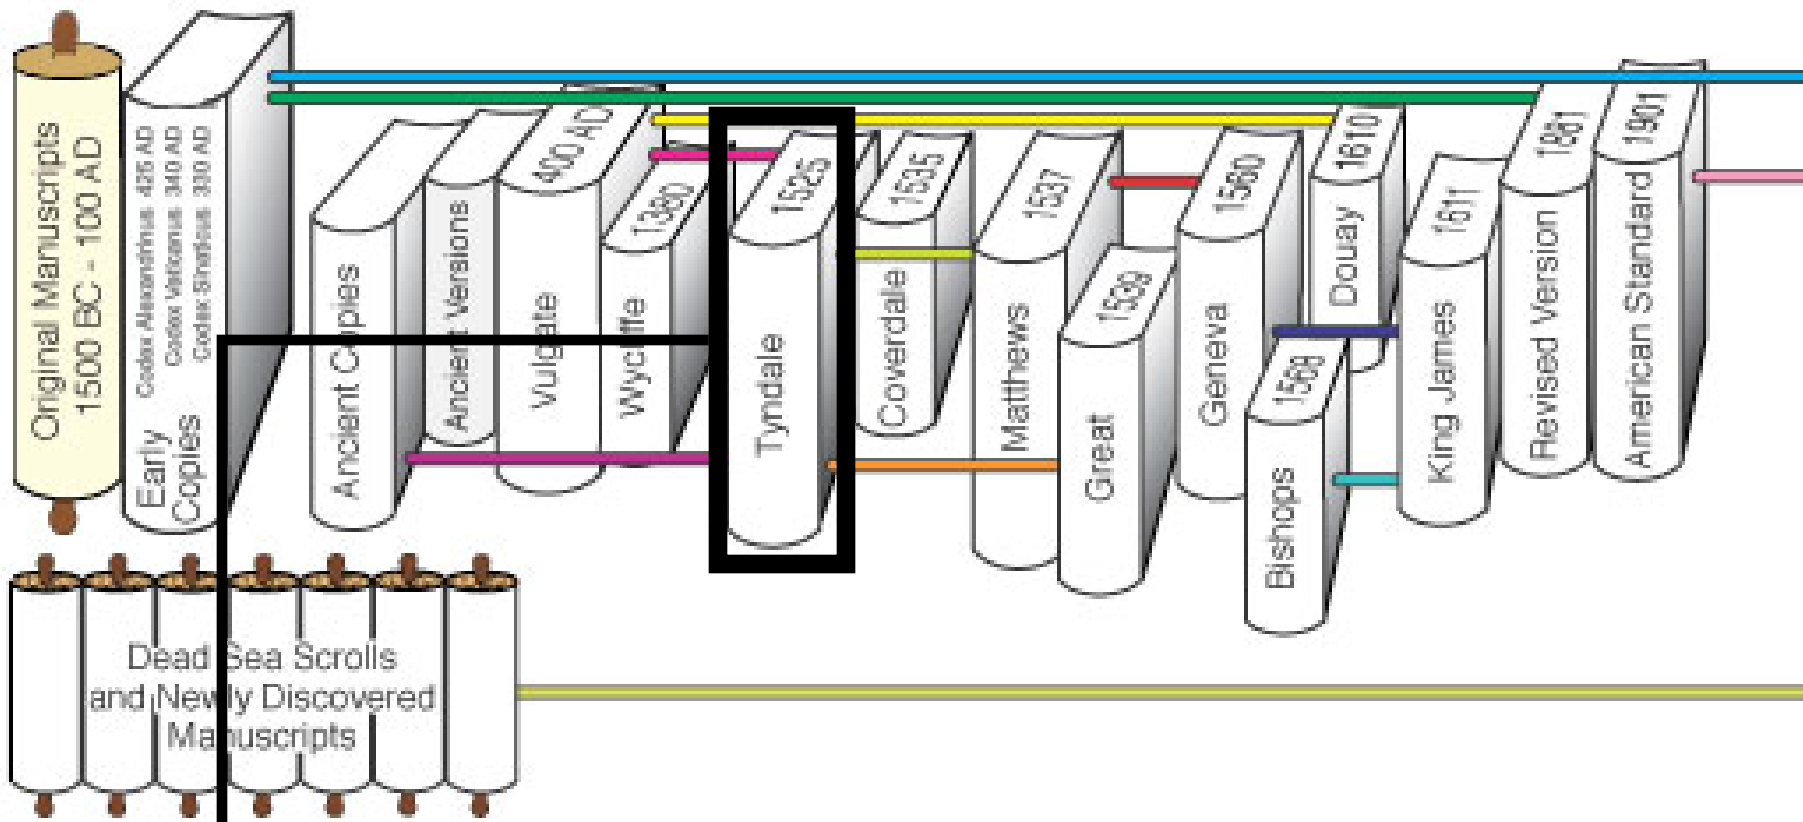 Original Manuscripts
1500 BC - 100 AD
Early
Copies
Codex Alexandrinus 425 AD
Codex Vaticanus 340 AD
Codex Sinaticus 330 AD
Ancient Copies
Ancient Versions
400 AD
Vulgate
1380
Wycliffe
1525
Tyndale
1535
Coverdale
1537
Matthews
1539
Great
1560
Geneva
1568
Bishops
1610
Douay
1611
King James
1881
Revised Version
1901
American Standard
Dead Sea Scrolls
and Newly Discovered
Manuscripts